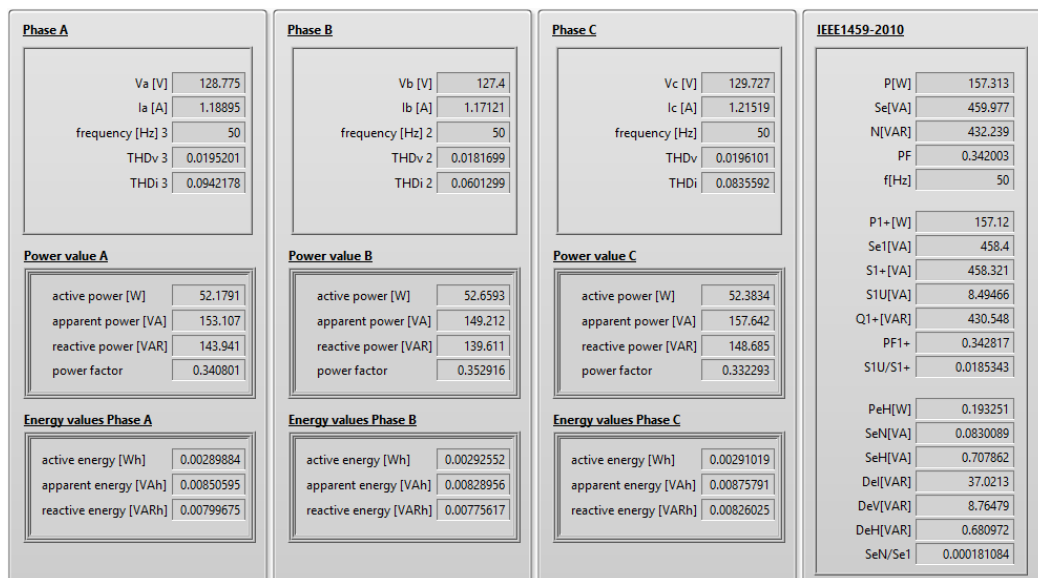 Phase A
Va [V] 128.775
Ia [A] 1.18895
frequency [Hz] 3 50
THDv 3 0.0195201
THDi 3 0.0942178
Power value A
active power [W] 52.1791
apparent power [VA] 153.107
reactive power [VAR] 143.941
power factor 0.340801
Energy values Phase A
active energy [Wh] 0.00289884
apparent energy [VAh] 0.00850595
reactive energy [VARh] 0.00799675
Phase B
Vb [V] 127.4
Ib [A] 1.17121
frequency [Hz] 2 50
THDv 2 0.0181699
THDi 2 0.0601299
Power value B
active power [W] 52.6593
apparent power [VA] 149.212
reactive power [VAR] 139.611
power factor 0.352916
Energy values Phase B
active energy [Wh] 0.00292552
apparent energy [VAh] 0.00828956
reactive energy [VARh] 0.00775617
Phase C
Vc [V] 129.727
Ic [A] 1.21519
frequency [Hz] 50
THDv 0.0196101
THDi 0.0835592
Power value C
active power [W] 52.3834
apparent power [VA] 157.642
reactive power [VAR] 148.685
power factor 0.332293
Energy values Phase C
active energy [Wh] 0.00291019
apparent energy [VAh] 0.00875791
reactive energy [VARh] 0.00826025
IEEE1459-2010
P[W] 157.313
Se[VA] 459.977
N[VAR] 432.239
PF 0.342003
f[Hz] 50
P1+[W] 157.12
Se1[VA] 458.4
S1+[VA] 458.321
S1U[VA] 8.49466
Q1+[VAR] 430.548
PF1+ 0.342817
S1U/S1+ 0.0185343
PeH[W] 0.193251
SeN[VA] 0.0830089
SeH[VA] 0.707862
DeI[VAR] 37.0213
DeV[VAR] 8.76479
DeH[VAR] 0.680972
SeN/Se1 0.000181084